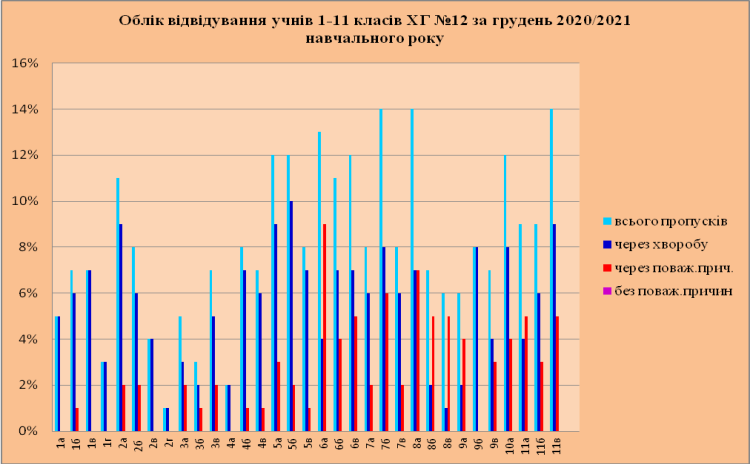 Облік відвідування учнів 1-11 класів ХГ №12 за грудень 2020/2021
навчального року
16%
14%
12%
10%
8%
6%
4%
2%
0%
1а 1б 1в 1г 2а 2б 2в 2г 3а 3б 3в 4а 4б 4в 5а 5б 5в 6а 6б 6в 7а 7б 7в 8а 8б 8в 9а 9б 9в 10а 11а 11б 11в
всього пропусків
через хворобу
через поваж.прич.
без поваж.причин